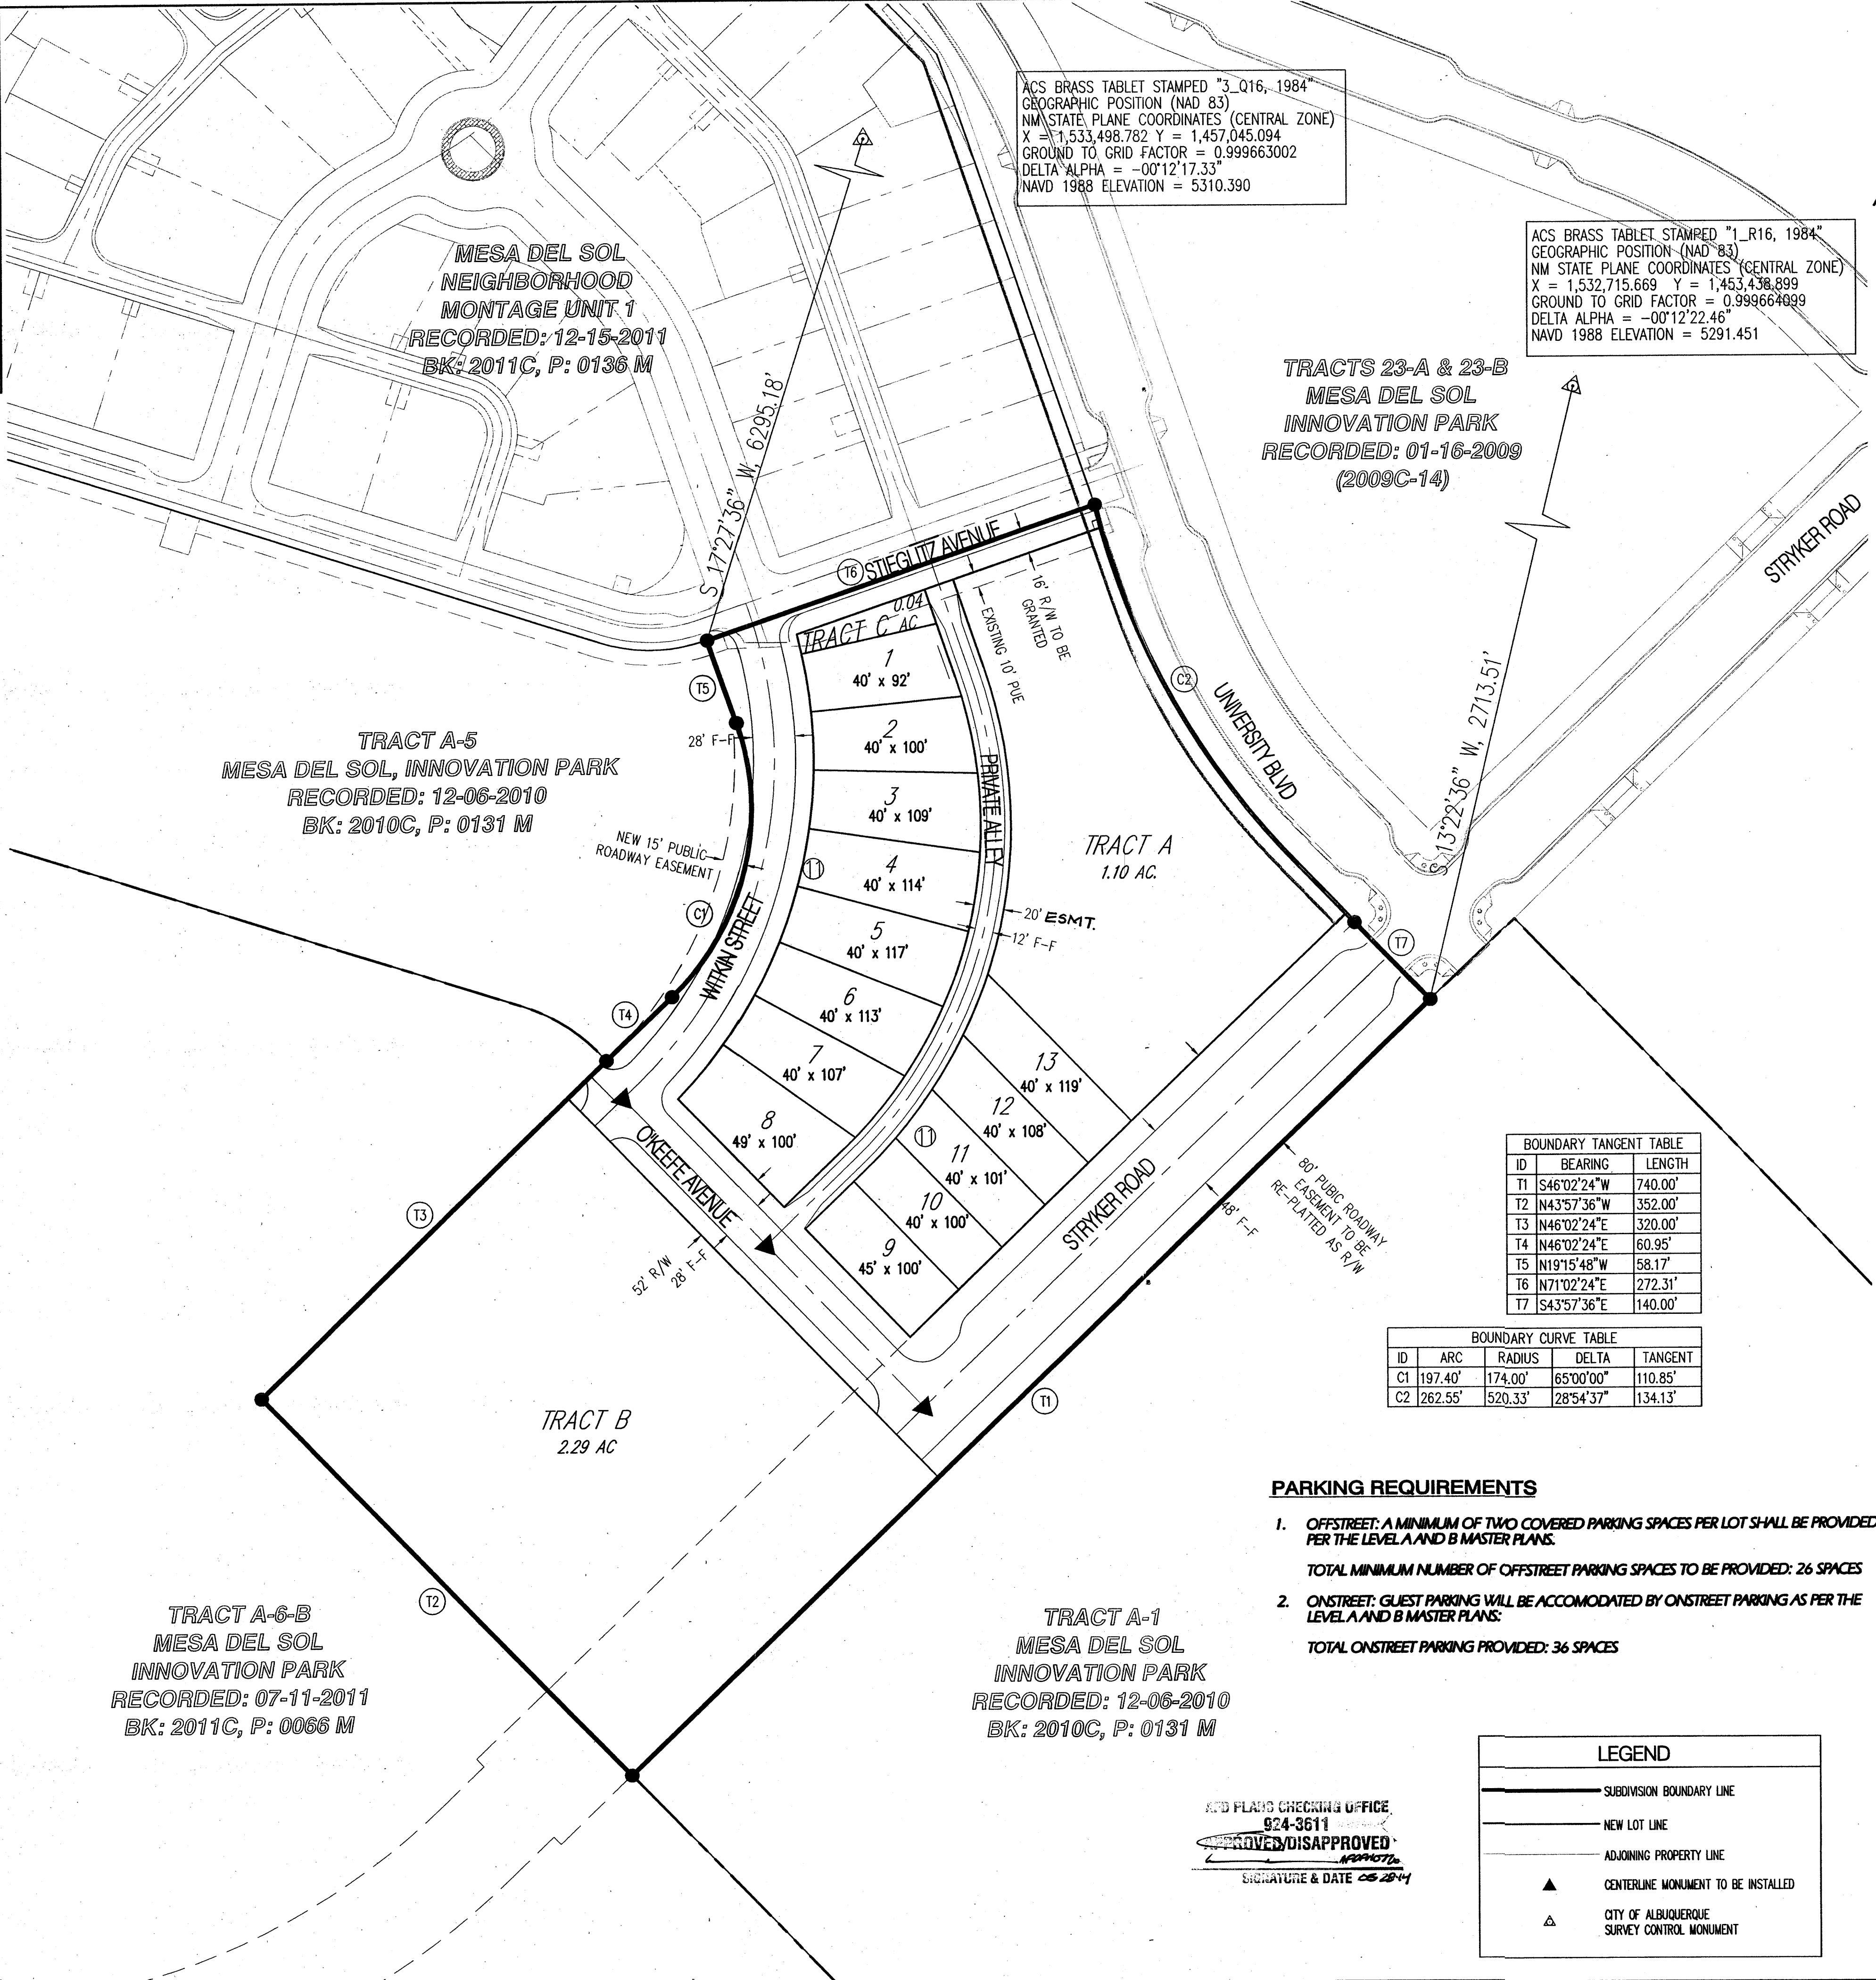 ACS BRASS TABLET STAMPED "3_Q16, 1984"
GEOGRAPHIC POSITION (NAD 83)
NM STATE PLANE COORDINATES (CENTRAL ZONE)
X = 1,533,498.782 Y = 1,457,045.094
GROUND TO GRID FACTOR = 0.999663002
DELTA ALPHA = -00°12'17.33"
NAVD 1988 ELEVATION = 5310.390
ACS BRASS TABLET STAMPED "1_R16, 1984"
GEOGRAPHIC POSITION (NAD 83)
NM STATE PLANE COORDINATES (CENTRAL ZONE)
X = 1,532,715.669 Y = 1,453,438.899
GROUND TO GRID FACTOR = 0.999664099
DELTA ALPHA = -00°12'22.46"
NAVD 1988 ELEVATION = 5291.451
MESA DEL SOL
NEIGHBORHOOD
MONTAGE UNIT 1
RECORDED: 12-15-2011
BK: 2011C, P: 0136 M
TRACTS 23-A & 23-B
MESA DEL SOL
INNOVATION PARK
RECORDED: 01-16-2009
(2009C-14)
S 17°27'36" W, 6295.18'
S 13°22'36" W, 2713.51'
STRYKER ROAD
T6
STIEGLITZ AVENUE
16' R/W TO BE
GRANTED
EXISTING 10' PUE
0.04
TRACT C AC
T5
C2
UNIVERSITY BLVD
1
40' x 92'
2
40' x 100'
3
40' x 109'
4
40' x 114'
5
40' x 117'
6
40' x 113'
7
40' x 107'
8
49' x 100'
28' F-F
PRIVATE ALLEY
TRACT A
1.10 AC.
TRACT A-5
MESA DEL SOL, INNOVATION PARK
RECORDED: 12-06-2010
BK: 2010C, P: 0131 M
NEW 15' PUBLIC
ROADWAY EASEMENT
11
C1
WITKIN STREET
20' ESMT.
12' F-F
T7
T4
13
40' x 119'
12
40' x 108'
11
11
40' x 101'
10
40' x 100'
9
45' x 100'
O'KEEFE AVENUE
STRYKER ROAD
T3
52' R/W
28' F-F
48' F-F
80' PUBIC ROADWAY
EASEMENT TO BE
RE-PLATTED AS R/W
T1
TRACT B
2.29 AC
T2
BOUNDARY TANGENT TABLE
ID BEARING LENGTH
T1 S46°02'24"W 740.00'
T2 N43°57'36"W 352.00'
T3 N46°02'24"E 320.00'
T4 N46°02'24"E 60.95'
T5 N19°15'48"W 58.17'
T6 N71°02'24"E 272.31'
T7 S43°57'36"E 140.00'
BOUNDARY CURVE TABLE
ID ARC RADIUS DELTA TANGENT
C1 197.40' 174.00' 65°00'00" 110.85'
C2 262.55' 520.33' 28°54'37" 134.13'
PARKING REQUIREMENTS
1. OFFSTREET: A MINIMUM OF TWO COVERED PARKING SPACES PER LOT SHALL BE PROVIDED
PER THE LEVEL A AND B MASTER PLANS.
TOTAL MINIMUM NUMBER OF OFFSTREET PARKING SPACES TO BE PROVIDED: 26 SPACES
2. ONSTREET: GUEST PARKING WILL BE ACCOMODATED BY ONSTREET PARKING AS PER THE
LEVEL A AND B MASTER PLANS:
TOTAL ONSTREET PARKING PROVIDED: 36 SPACES
TRACT A-6-B
MESA DEL SOL
INNOVATION PARK
RECORDED: 07-11-2011
BK: 2011C, P: 0066 M
TRACT A-1
MESA DEL SOL
INNOVATION PARK
RECORDED: 12-06-2010
BK: 2010C, P: 0131 M
PLANS CHECKING OFFICE
924-3611
APPROVED/DISAPPROVED
SIGNATURE & DATE
LEGEND
SUBDIVISION BOUNDARY LINE
NEW LOT LINE
ADJOINING PROPERTY LINE
CENTERLINE MONUMENT TO BE INSTALLED
CITY OF ALBUQUERQUE
SURVEY CONTROL MONUMENT